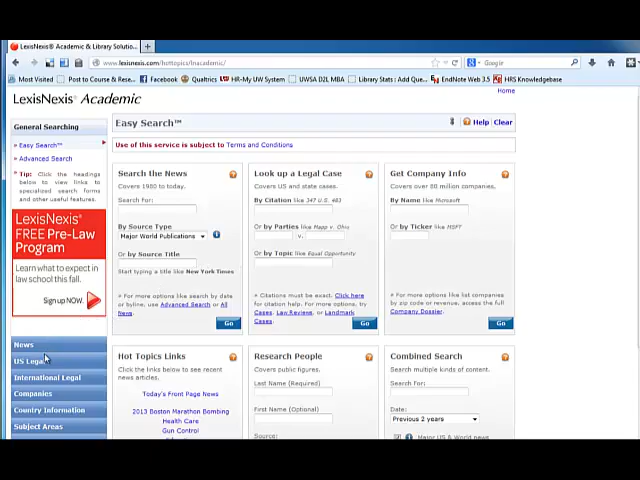 LexisNexis® Academic & Library Solutio...
www.lexisnexis.com/hottopics/lnacademic/
Google
Most Visited Post to Course & Rese... Facebook Qualtrics HR-My UW System UWSA D2L MBA Library Stats : Add Que... EndNote Web 3.5 HRS Knowledgebase
LexisNexis® Academic
Home
General Searching
Easy Search™
Help Clear
Easy Search™
Advanced Search
Use of this service is subject to Terms and Conditions
Tip: Click the headings
below to view links to
specialized search forms
and other useful features.
LexisNexis®
FREE Pre-Law
Program
Learn what to expect in
law school this fall.
Sign up NOW.
News
US Legal
International Legal
Companies
Country Information
Subject Areas
Search the News
Covers 1980 to today.
Search For:
By Source Type
Major World Publications
Or by Source Title
Start typing a title like New York Times
» For more options like search by date
or byline, use Advanced Search or All
News.
Go
Look up a Legal Case
Covers US and state cases.
By Citation like 347 U.S. 483
Or by Parties like Mapp v. Ohio
v.
Or by Topic like Equal Opportunity
» Citations must be exact. Click here
for citation help. For more options, try
Cases, Law Reviews, or Landmark
Cases.
Go
Get Company Info
Covers over 80 million companies.
By Name like Microsoft
Or by Ticker like MSFT
» For more options like list companies
by zip code or revenue, access the full
Company Dossier.
Go
Hot Topics Links
Click the links below to see recent
news articles.
Today's Front Page News
2013 Boston Marathon Bombing
Health Care
Gun Control
Research People
Covers public figures.
Last Name (Required)
First Name (Optional)
Source:
Combined Search
Search multiple kinds of content.
Search For:
Date:
Previous 2 years
Major US & World news